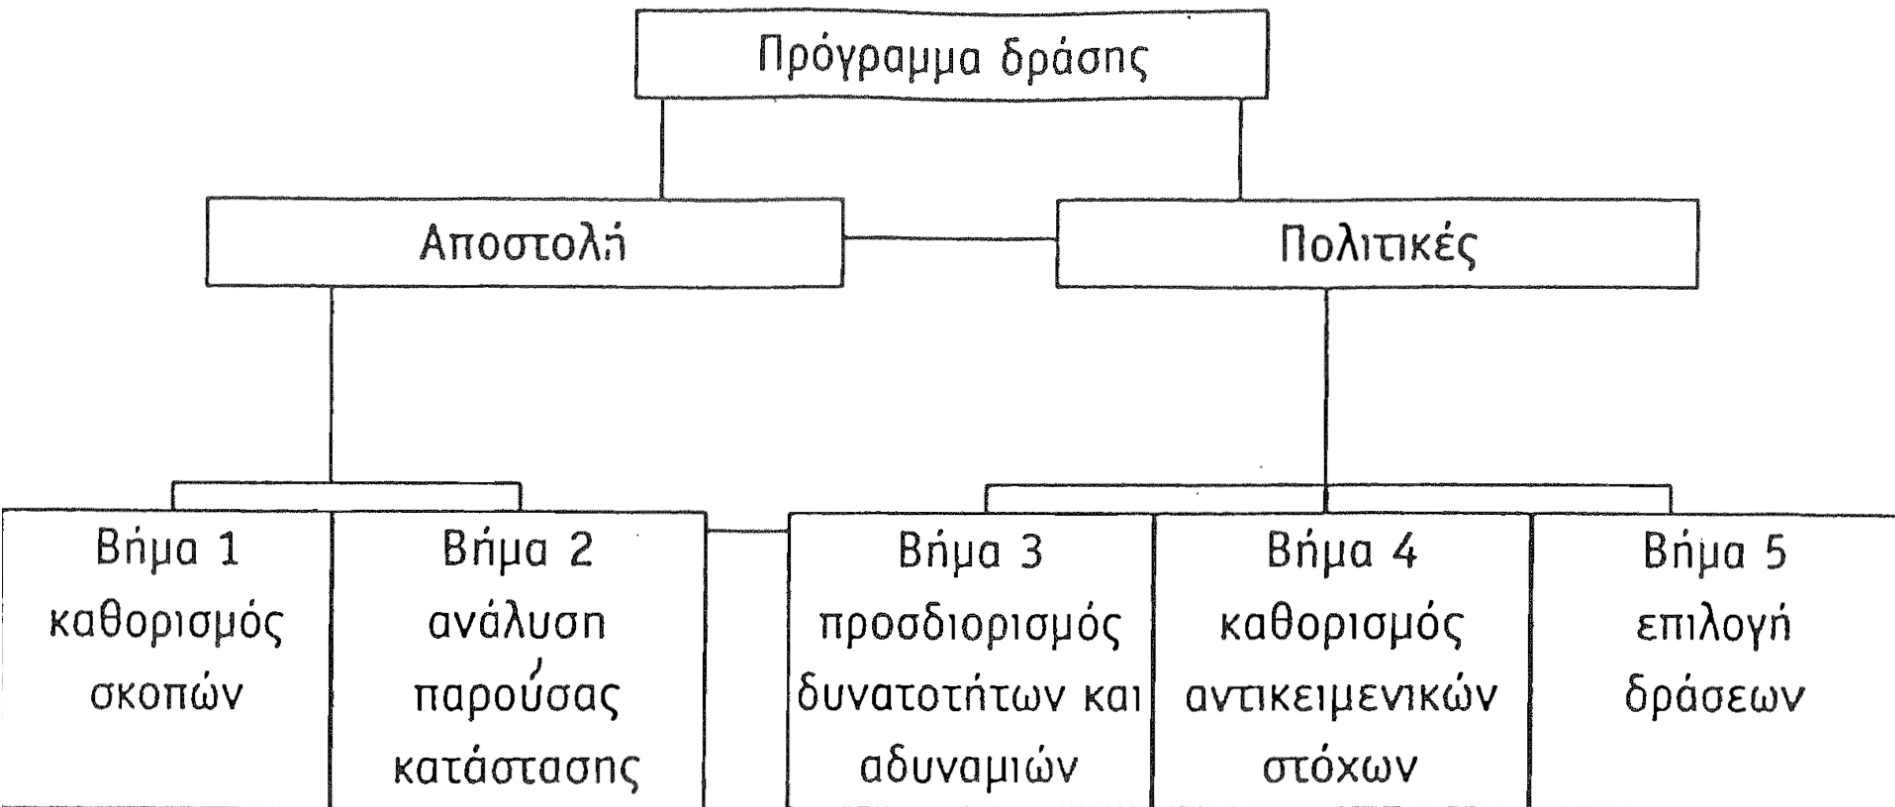 Πρόγραμμα δράσης
Αποστολή
Πολιτικές
Βήμα 1
καθορισμός
σκοπών
Βήμα 2
ανάλυση
παρούσας
κατάστασης
Βήμα 3
προσδιορισμός
δυνατοτήτων και
αδυναμιών
Βήμα 4
καθορισμός
αντικειμενικών
στόχων
Βήμα 5
επιλογή
δράσεων